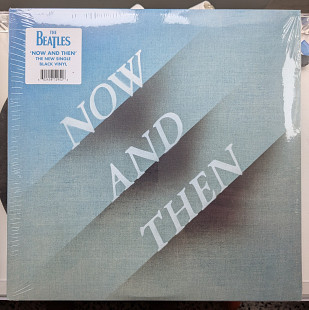 THE
BEATLES
'NOW AND THEN'
THE NEW SINGLE
BLACK VINYL
NOW
AND
THEN